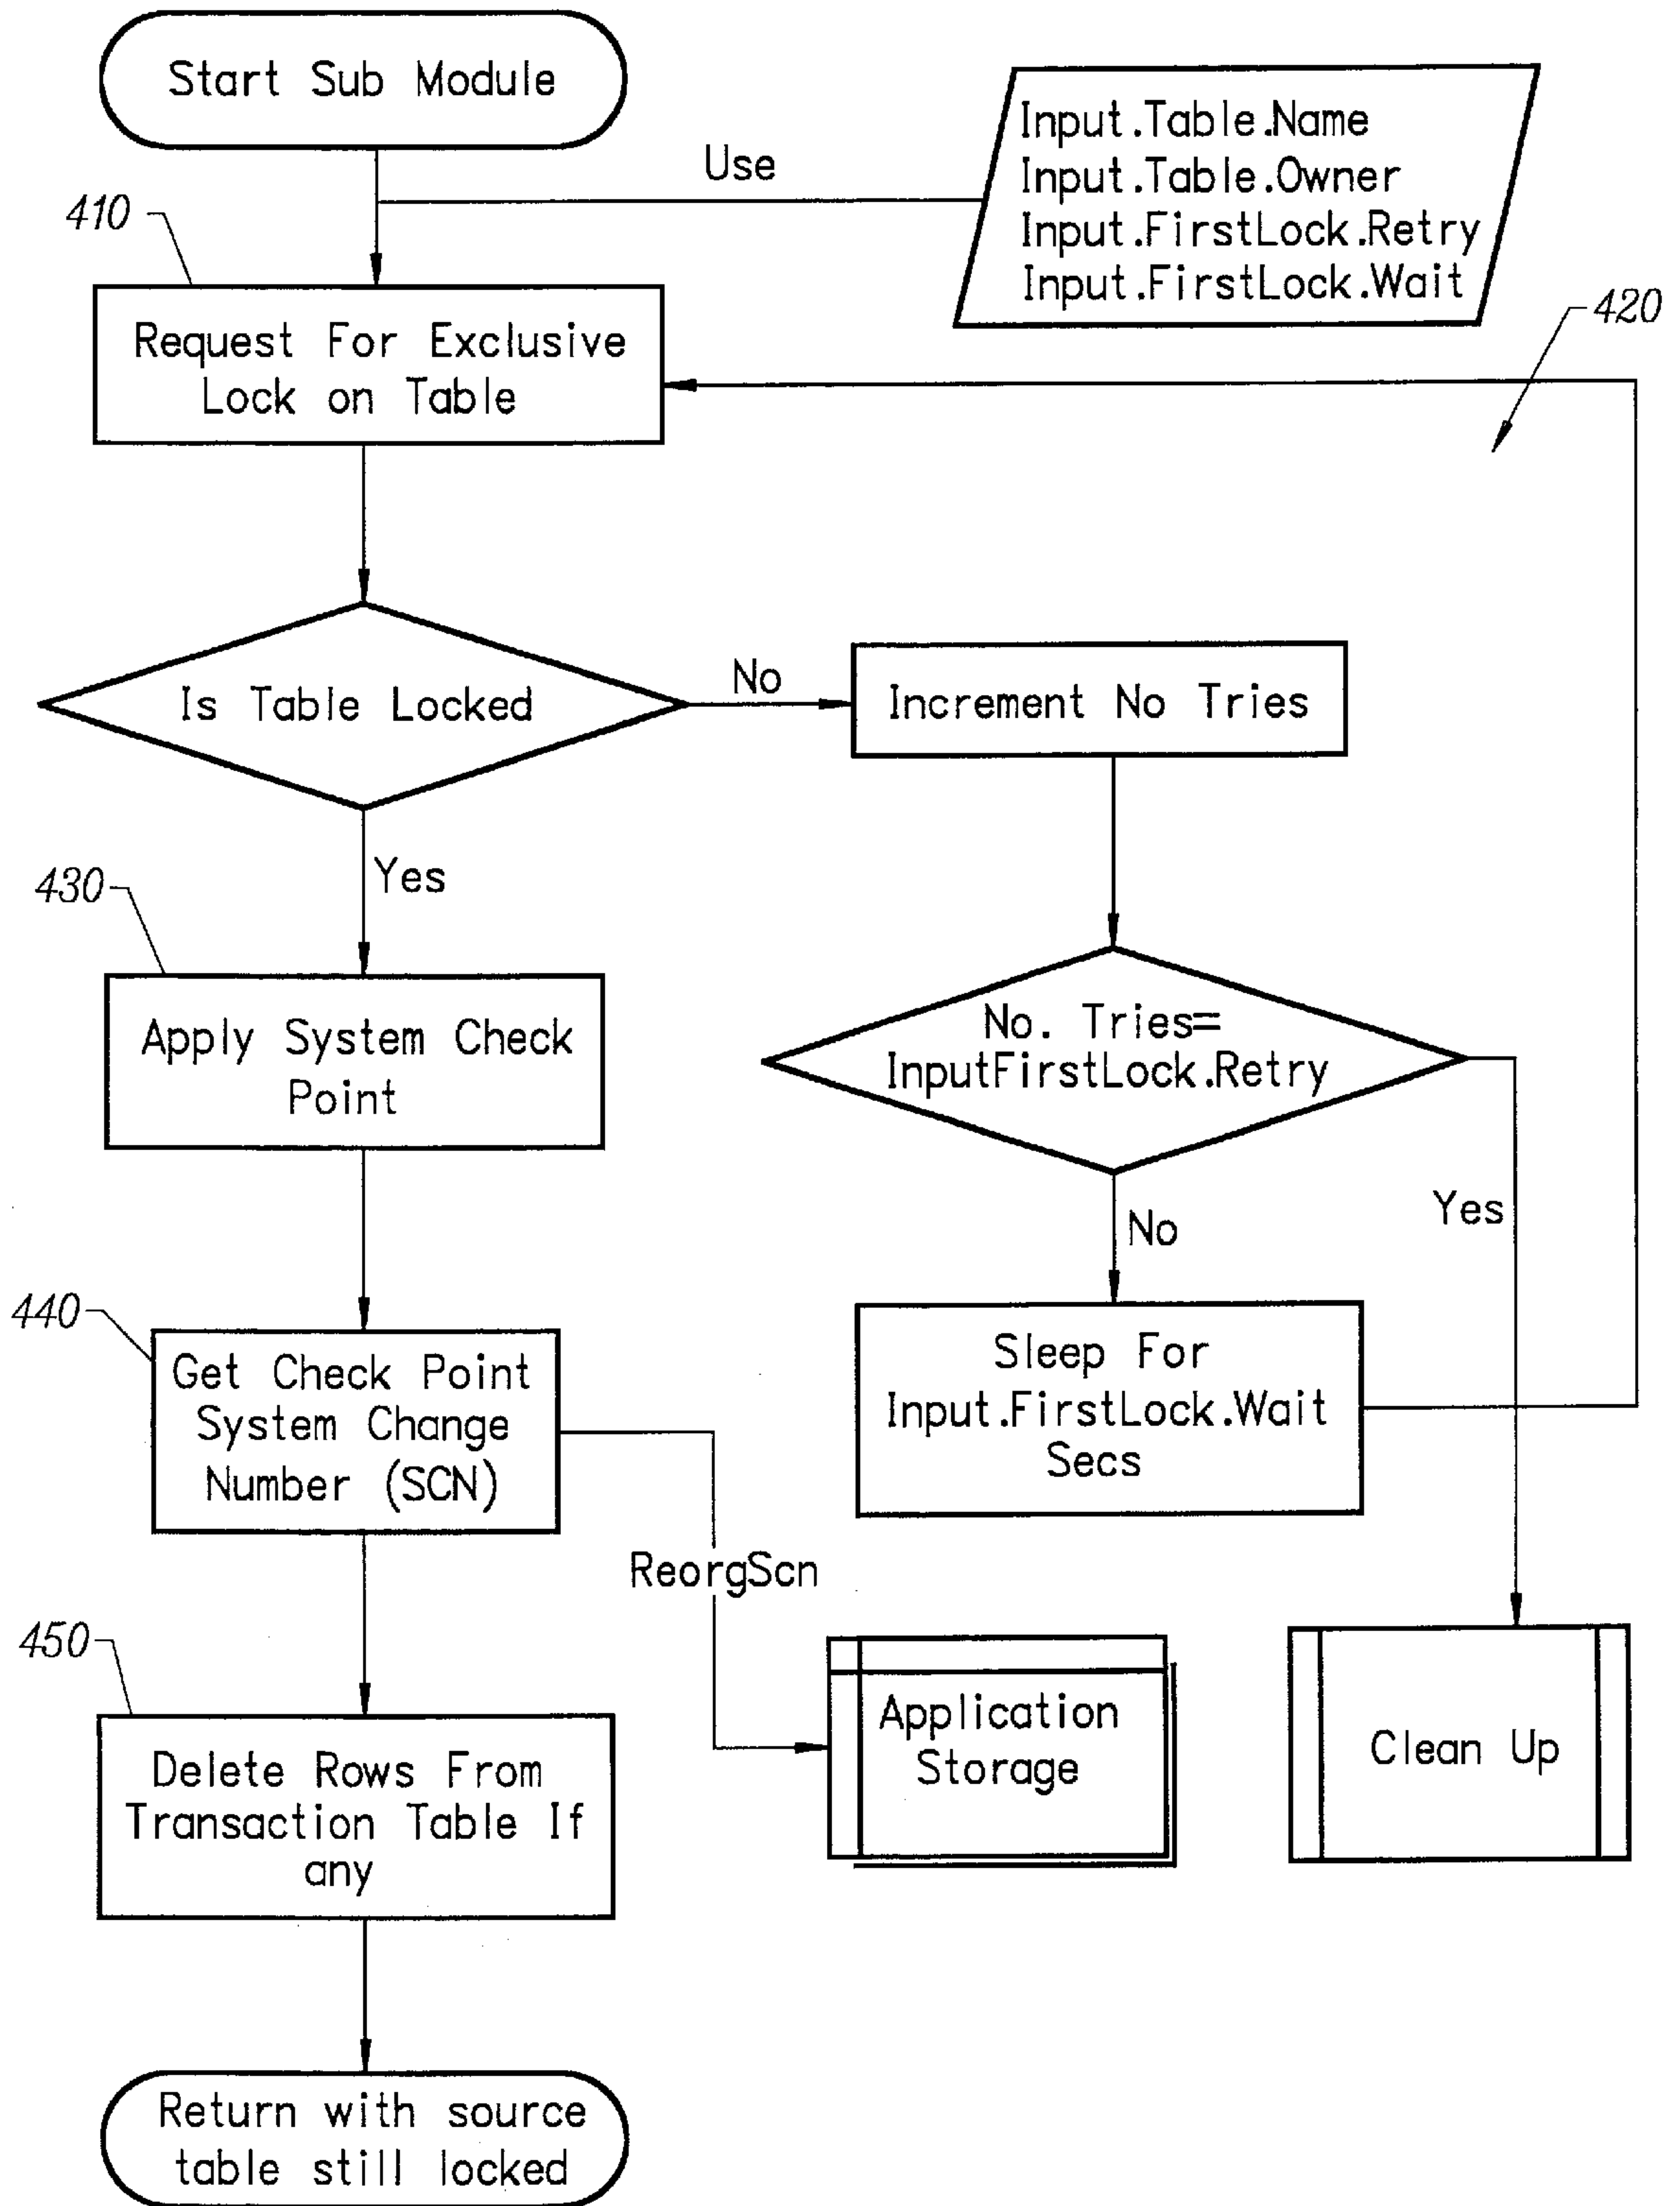 Start Sub Module
Input.Table.Name
Input.Table.Owner
Input.FirstLock.Retry
Input.FirstLock.Wait
Use
410
420
Request For Exclusive
Lock on Table
Is Table Locked
No
Increment No Tries
Yes
430
Apply System Check
Point
No. Tries=
InputFirstLock.Retry
No
Yes
440
Get Check Point
System Change
Number (SCN)
Sleep For
Input.FirstLock.Wait
Secs
ReorgScn
450
Delete Rows From
Transaction Table If
any
Application
Storage
Clean Up
Return with source
table still locked